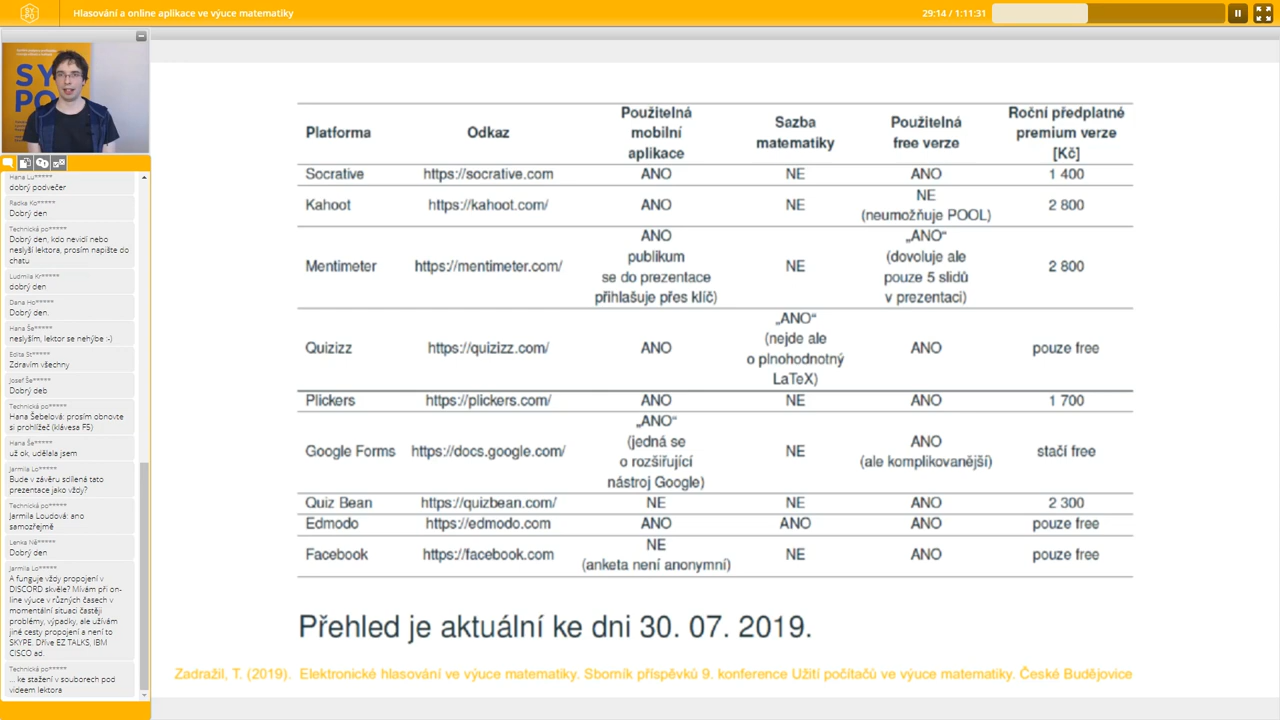 Hlasování a online aplikace ve výuce matematiky
29:14 / 1:11:31
SY
PO
Hana Lu*****
dobrý podvečer
Radka Ko*****
Dobrý den
Technická po*****
Dobrý den, kdo nevidí nebo
neslyší lektora, prosím napište do
chatu
Ludmila Kr*****
dobrý den
Dana Ho*****
Dobrý den.
Hana Še*****
neslyším, lektor se nehýbe :-)
Edita St*****
Zdravím všechny
Josef Še*****
Dobrý deb
Technická po*****
Hana Šebelová: prosím obnovte
si prohlížeč (klávesa F5)
Hana Še*****
už ok, udělala jsem
Jarmila Lo*****
Bude v závěru sdílená tato
prezentace jako vždy?
Technická po*****
Jarmila Loudová: ano
samozřejmě
Lenka Ně*****
Dobrý den
Jarmila Lo*****
A funguje vždy propojení v
DISCORD skvěle? Mívám při on-
line výuce v různých časech v
momentální situaci častěji
problémy, výpadky, ale užívám
jiné cesty propojení a není to
SKYPE. Dříve EZ TALKS, IBM
CISCO ad.
Technická po*****
... ke stažení v souborech pod
videem lektora
Platforma Odkaz Použitelná mobilní aplikace Sazba matematiky Použitelná free verze Roční předplatné premium verze [Kč]
Socrative https://socrative.com ANO NE ANO 1 400
Kahoot https://kahoot.com/ ANO NE NE (neumožňuje POOL) 2 800
Mentimeter https://mentimeter.com/ ANO publikum se do prezentace přihlašuje přes klíč) NE „ANO“ (dovoluje ale pouze 5 slidů v prezentaci) 2 800
Quizizz https://quizizz.com/ ANO „ANO“ (nejde ale o plnohodnotný LaTeX) ANO pouze free
Plickers https://plickers.com/ ANO NE ANO 1 700
Google Forms https://docs.google.com/ „ANO“ (jedná se o rozšiřující nástroj Google) NE ANO (ale komplikovanější) stačí free
Quiz Bean https://quizbean.com/ NE NE ANO 2 300
Edmodo https://edmodo.com ANO ANO ANO pouze free
Facebook https://facebook.com NE (anketa není anonymní) NE ANO pouze free
Přehled je aktuální ke dni 30. 07. 2019.
Zadražil, T. (2019). Elektronické hlasování ve výuce matematiky. Sborník příspěvků 9. konference Užití počítačů ve výuce matematiky. České Budějovice